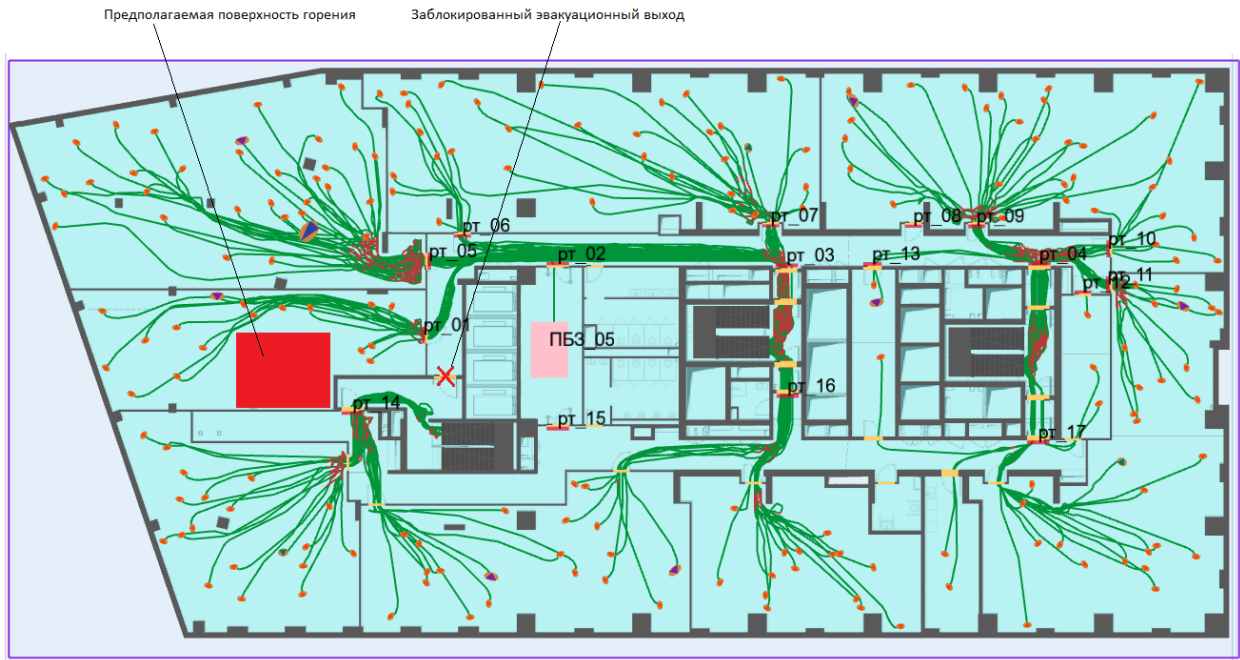 Предполагаемая поверхность горения
Заблокированный эвакуационный выход
рт_06
рт_07
рт_08
рт_09
рт_05
рт_02
рт_03
рт_13
рт_04
рт_10
рт_11
рт_12
рт_01
ПБЗ_05
рт_16
рт_14
рт_15
рт_17